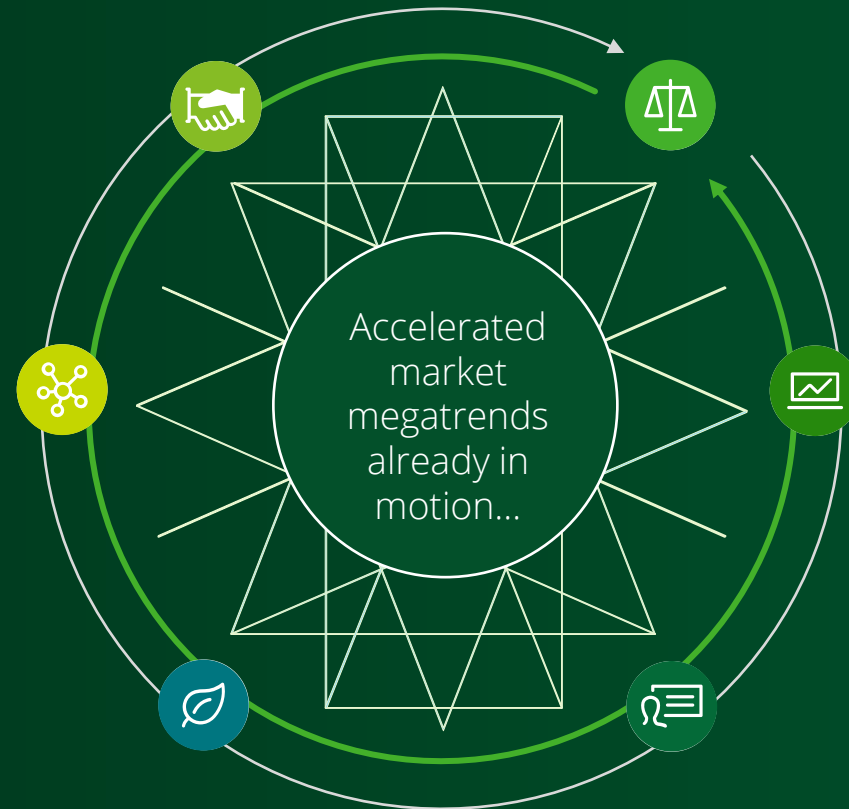 Accelerated
market
megatrends
already in
motion...